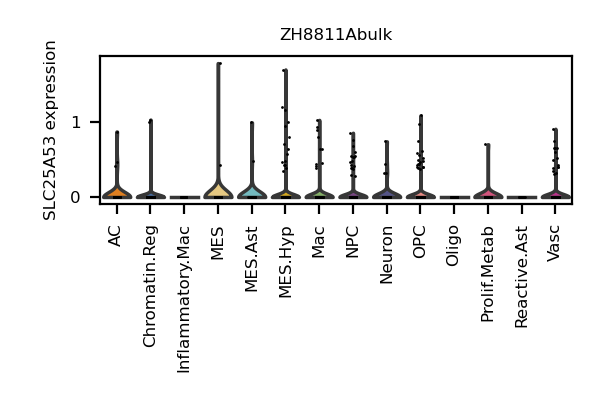 ZH8811Abulk
SLC25A53 expression
1
0
AC
Chromatin.Reg
Inflammatory.Mac
MES
MES.Ast
MES.Hyp
Mac
NPC
Neuron
OPC
Oligo
Prolif.Metab
Reactive.Ast
Vasc